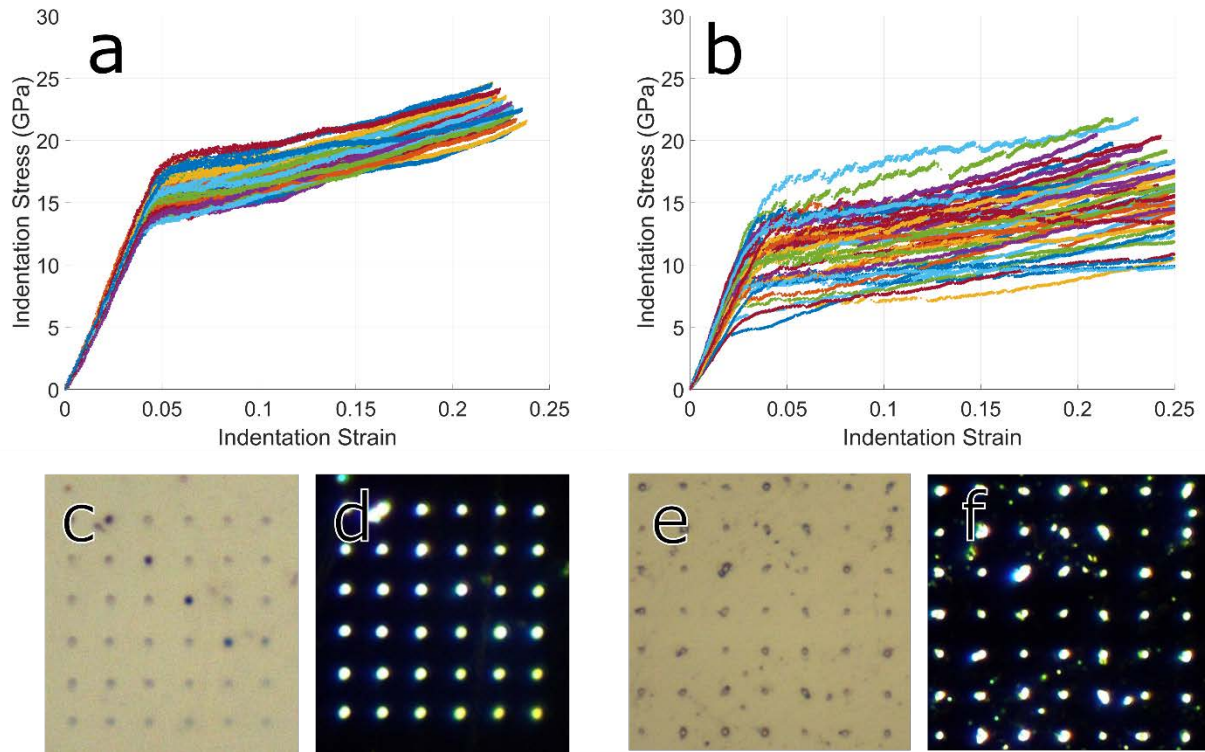 a
30
25
20
15
10
5
0
Indentation Stress (GPa)
0 0.05 0.1 0.15 0.2 0.25
Indentation Strain
b
30
25
20
15
10
5
0
Indentation Stress (GPa)
0 0.05 0.1 0.15 0.2 0.25
Indentation Strain
c
d
e
f